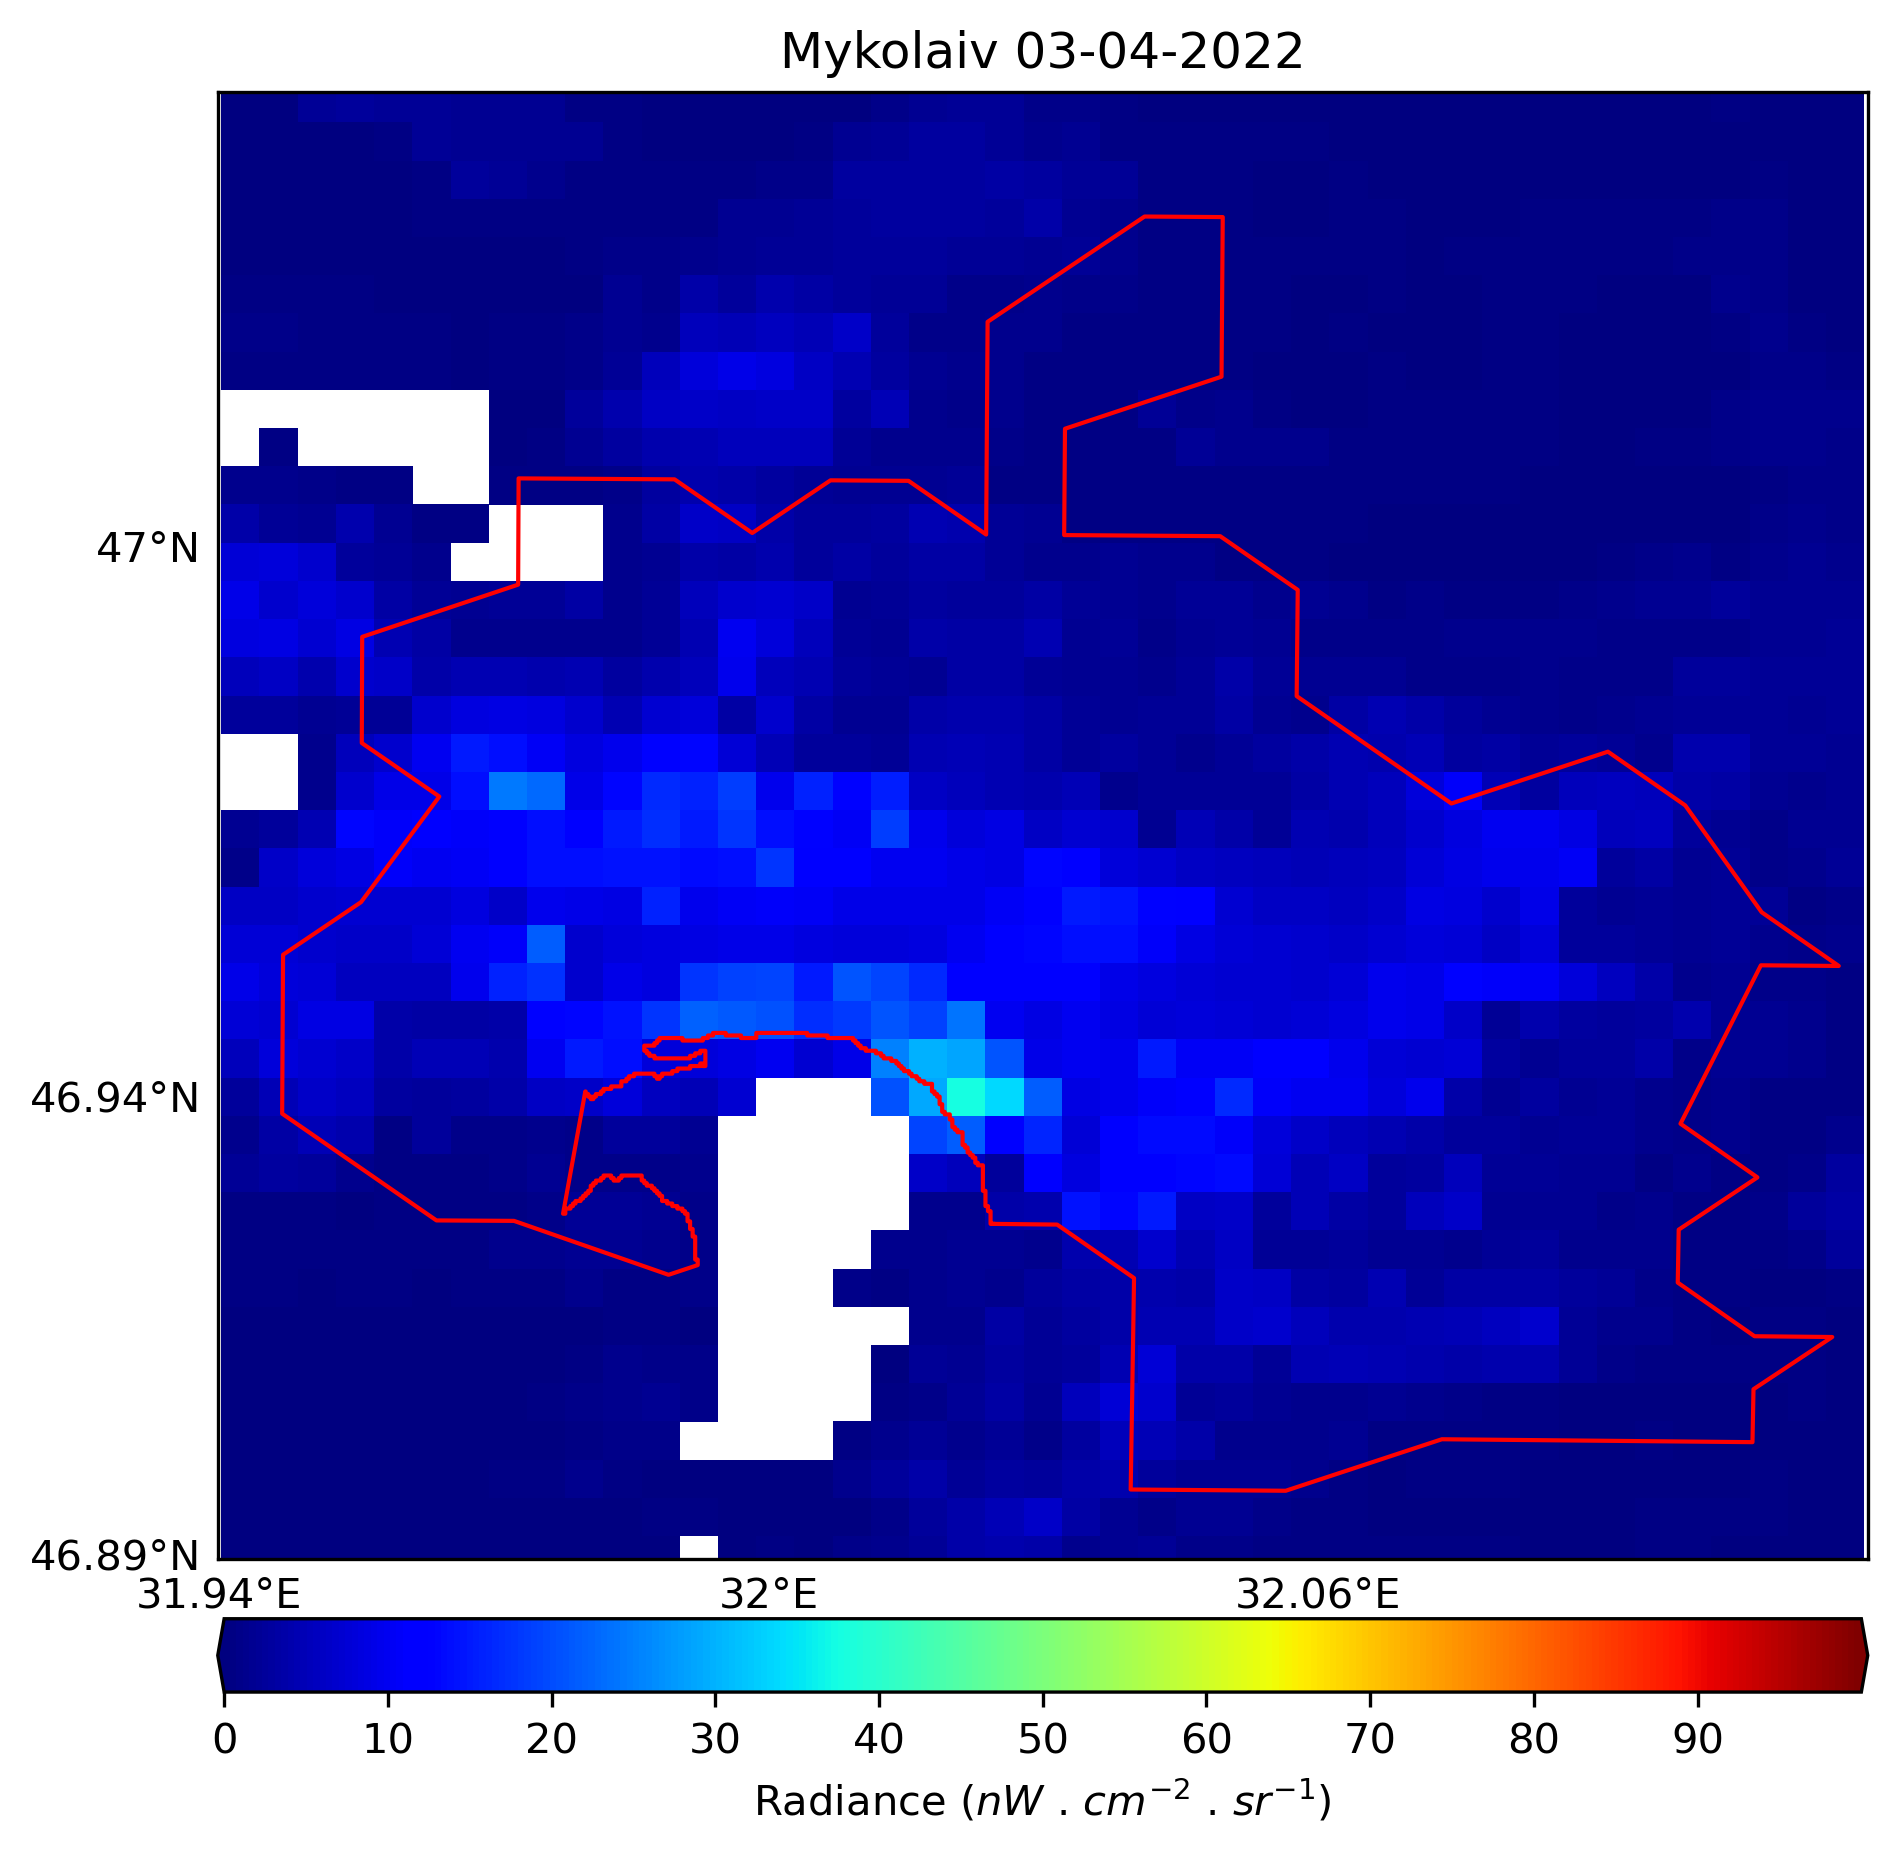 Mykolaiv 03-04-2022
47°N
46.94°N
46.89°N
31.94°E 32°E 32.06°E
0 10 20 30 40 50 60 70 80 90
Radiance (nW . cm⁻² . sr⁻¹)